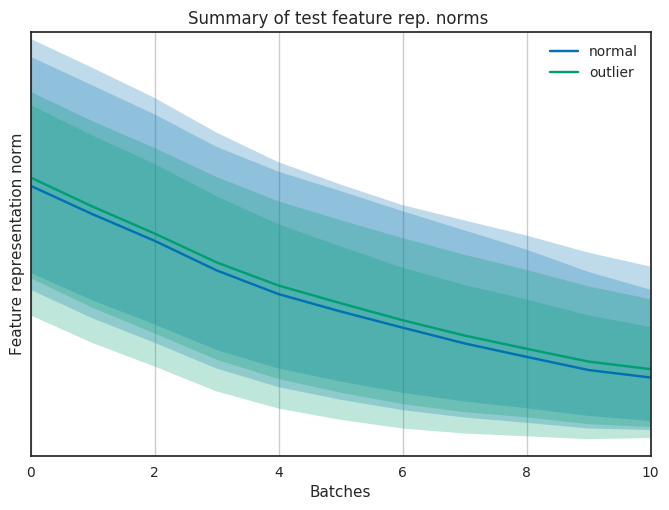 Summary of test feature rep. norms
normal
outlier
Feature representation norm
0 2 4 6 8 10
Batches